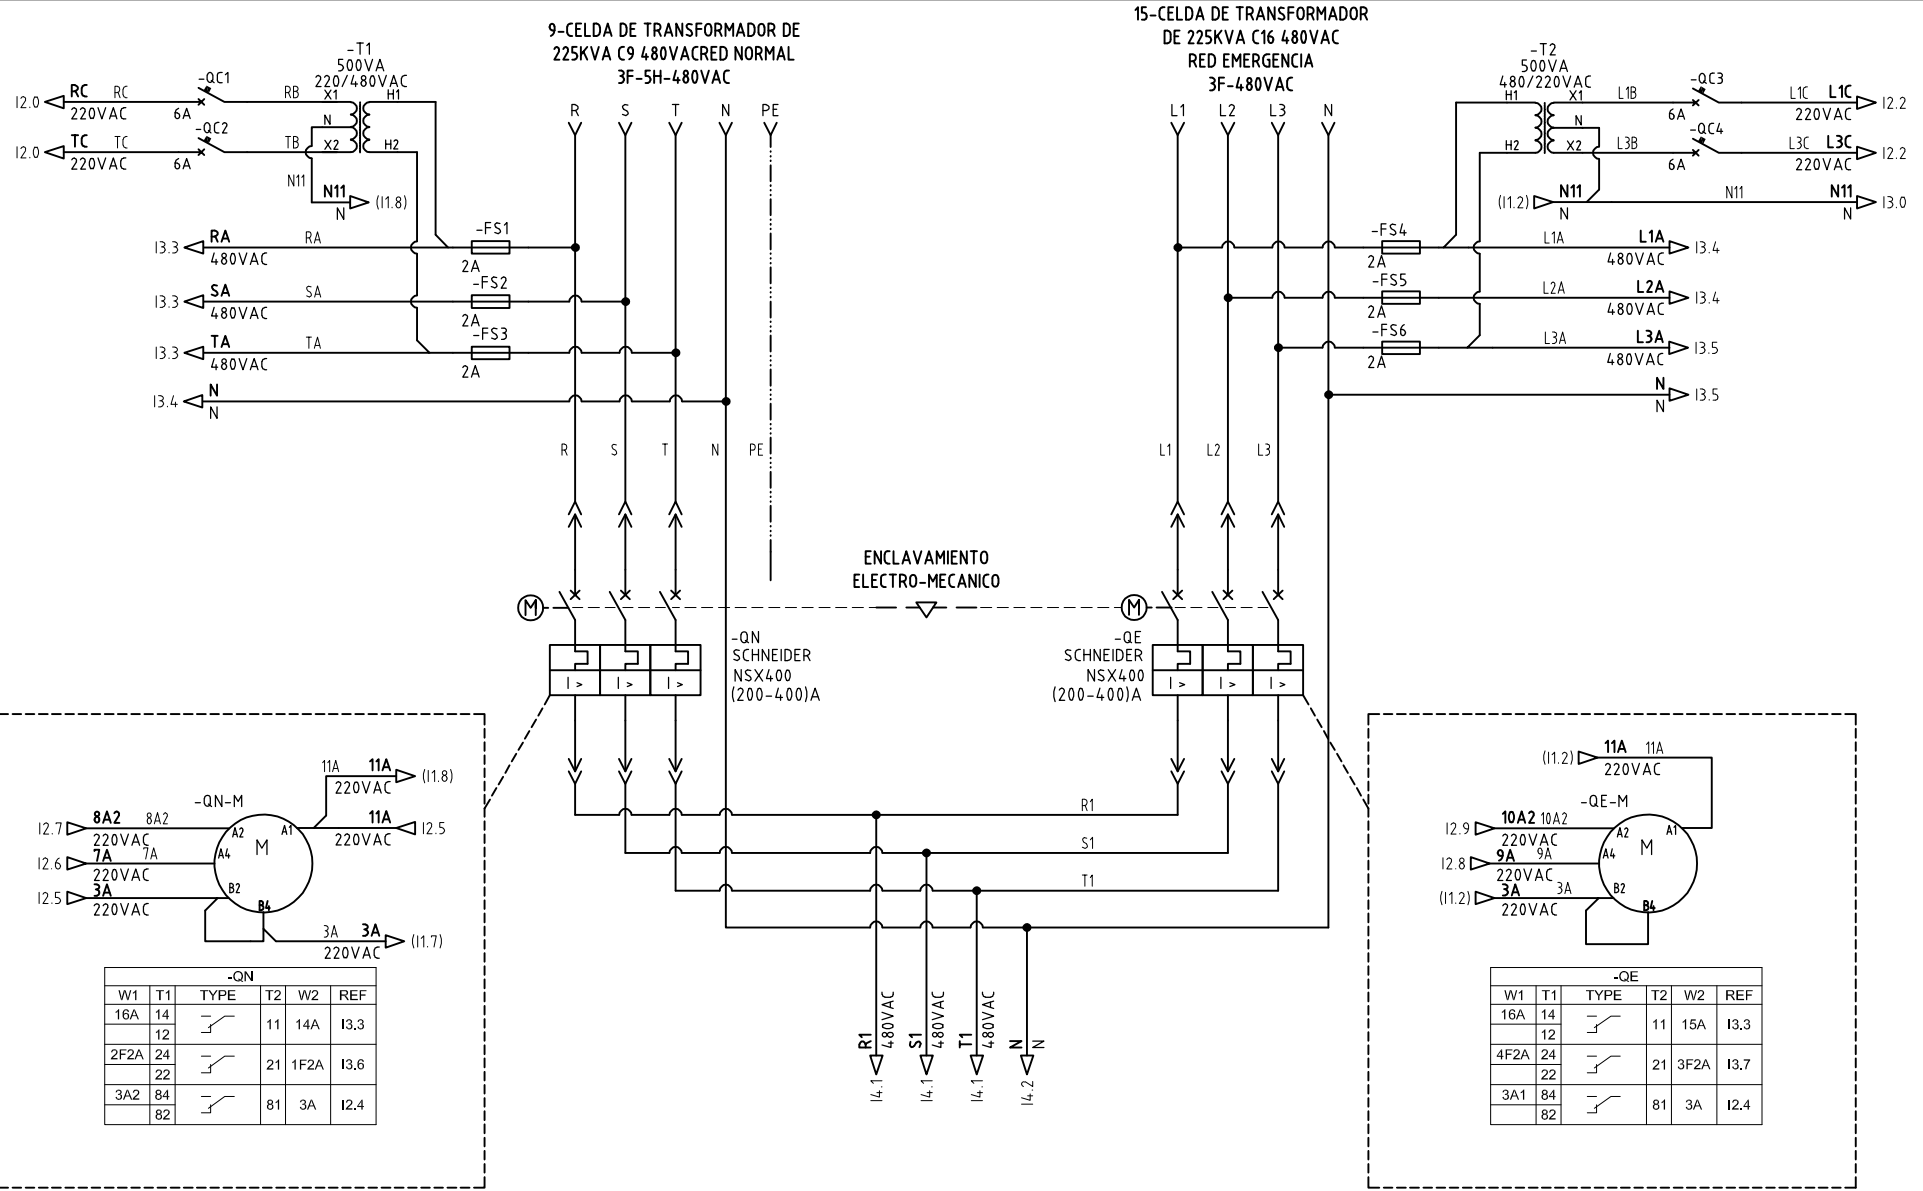 9-CELDA DE TRANSFORMADOR DE
225KVA C9 480VACRED NORMAL
3F-5H-480VAC
15-CELDA DE TRANSFORMADOR
DE 225KVA C16 480VAC
RED EMERGENCIA
3F-480VAC
-T1
500VA
220/480VAC
I2.0 RC RC -QC1 RB X1 H1
220VAC 6A
N
I2.0 TC TC -QC2 TB X2 H2
220VAC 6A
N11 N11 (I1.8)
N
R S T N PE
I3.3 RA RA -FS1
480VAC 2A
I3.3 SA SA -FS2
480VAC 2A
I3.3 TA TA -FS3
480VAC 2A
I3.4 N
N
R S T N PE
L1 L2 L3 N
-T2
500VA
480/220VAC
H1 X1 L1B -QC3 L1C L1C I2.2
6A 220VAC
N
H2 X2 L3B -QC4 L3C L3C I2.2
6A 220VAC
(I1.2) N11 N11 N11 I3.0
N N
-FS4 L1A L1A I3.4
2A 480VAC
-FS5 L2A L2A I3.4
2A 480VAC
-FS6 L3A L3A I3.5
2A 480VAC
N I3.5
N
L1 L2 L3
ENCLAVAMIENTO
ELECTRO-MECANICO
M M
-QN
SCHNEIDER
NSX400
(200-400)A
I> I> I>
-QE
SCHNEIDER
NSX400
(200-400)A
I> I> I>
R1
S1
T1
R1 480VAC I4.1
S1 480VAC I4.1
T1 480VAC I4.1
N N I4.2
11A 11A (I1.8)
220VAC
-QN-M
I2.7 8A2 8A2 A2 A1 11A I2.5
220VAC 220VAC
M
I2.6 7A 7A A4
220VAC
I2.5 3A B2
220VAC
B4
3A 3A (I1.7)
220VAC
-QN
W1 T1 TYPE T2 W2 REF
16A 14 11 14A I3.3
12
2F2A 24 21 1F2A I3.6
22
3A2 84 81 3A I2.4
82
(I1.2) 11A 11A
220VAC
-QE-M
I2.9 10A2 10A2 A2 A1
220VAC
M
I2.8 9A 9A A4
220VAC
(I1.2) 3A 3A B2
220VAC
B4
-QE
W1 T1 TYPE T2 W2 REF
16A 14 11 15A I3.3
12
4F2A 24 21 3F2A I3.7
22
3A1 84 81 3A I2.4
82